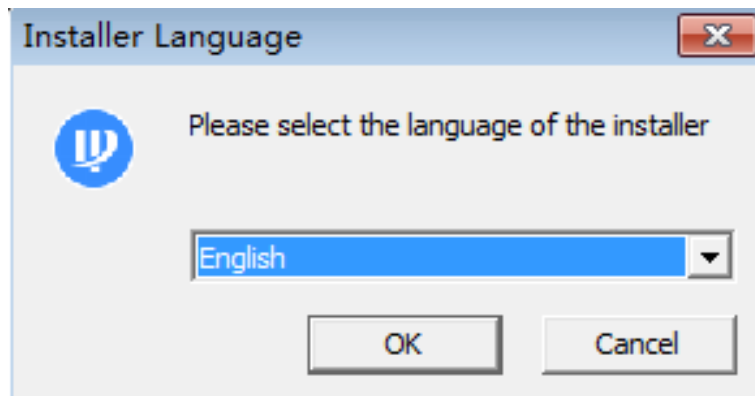 Installer Language
Please select the language of the installer
English
OK
Cancel